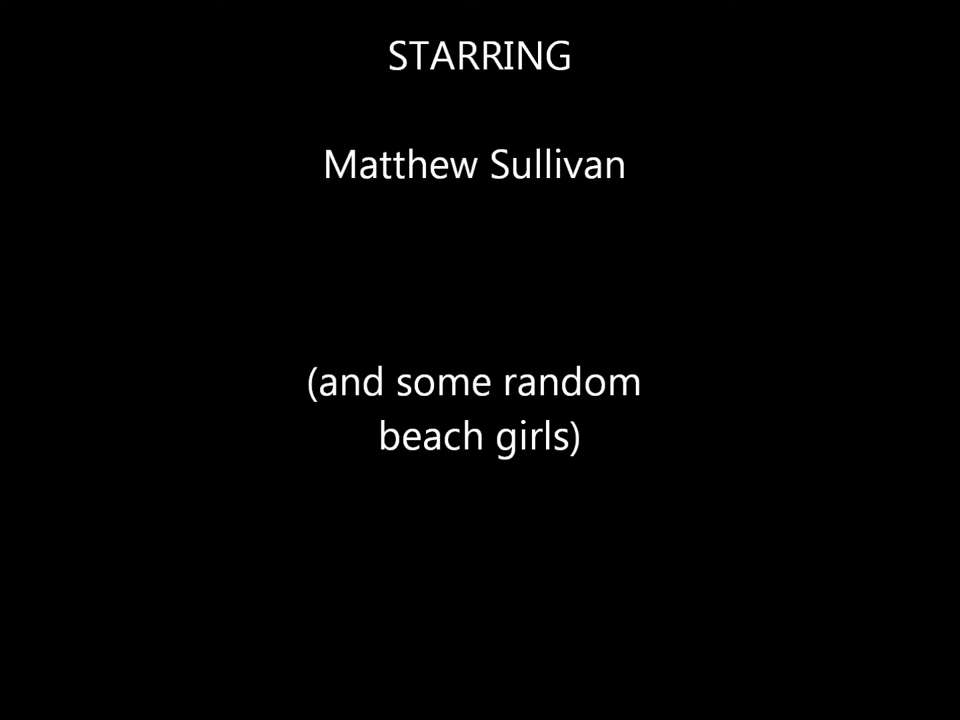 STARRING
Matthew Sullivan
(and some random
beach girls)